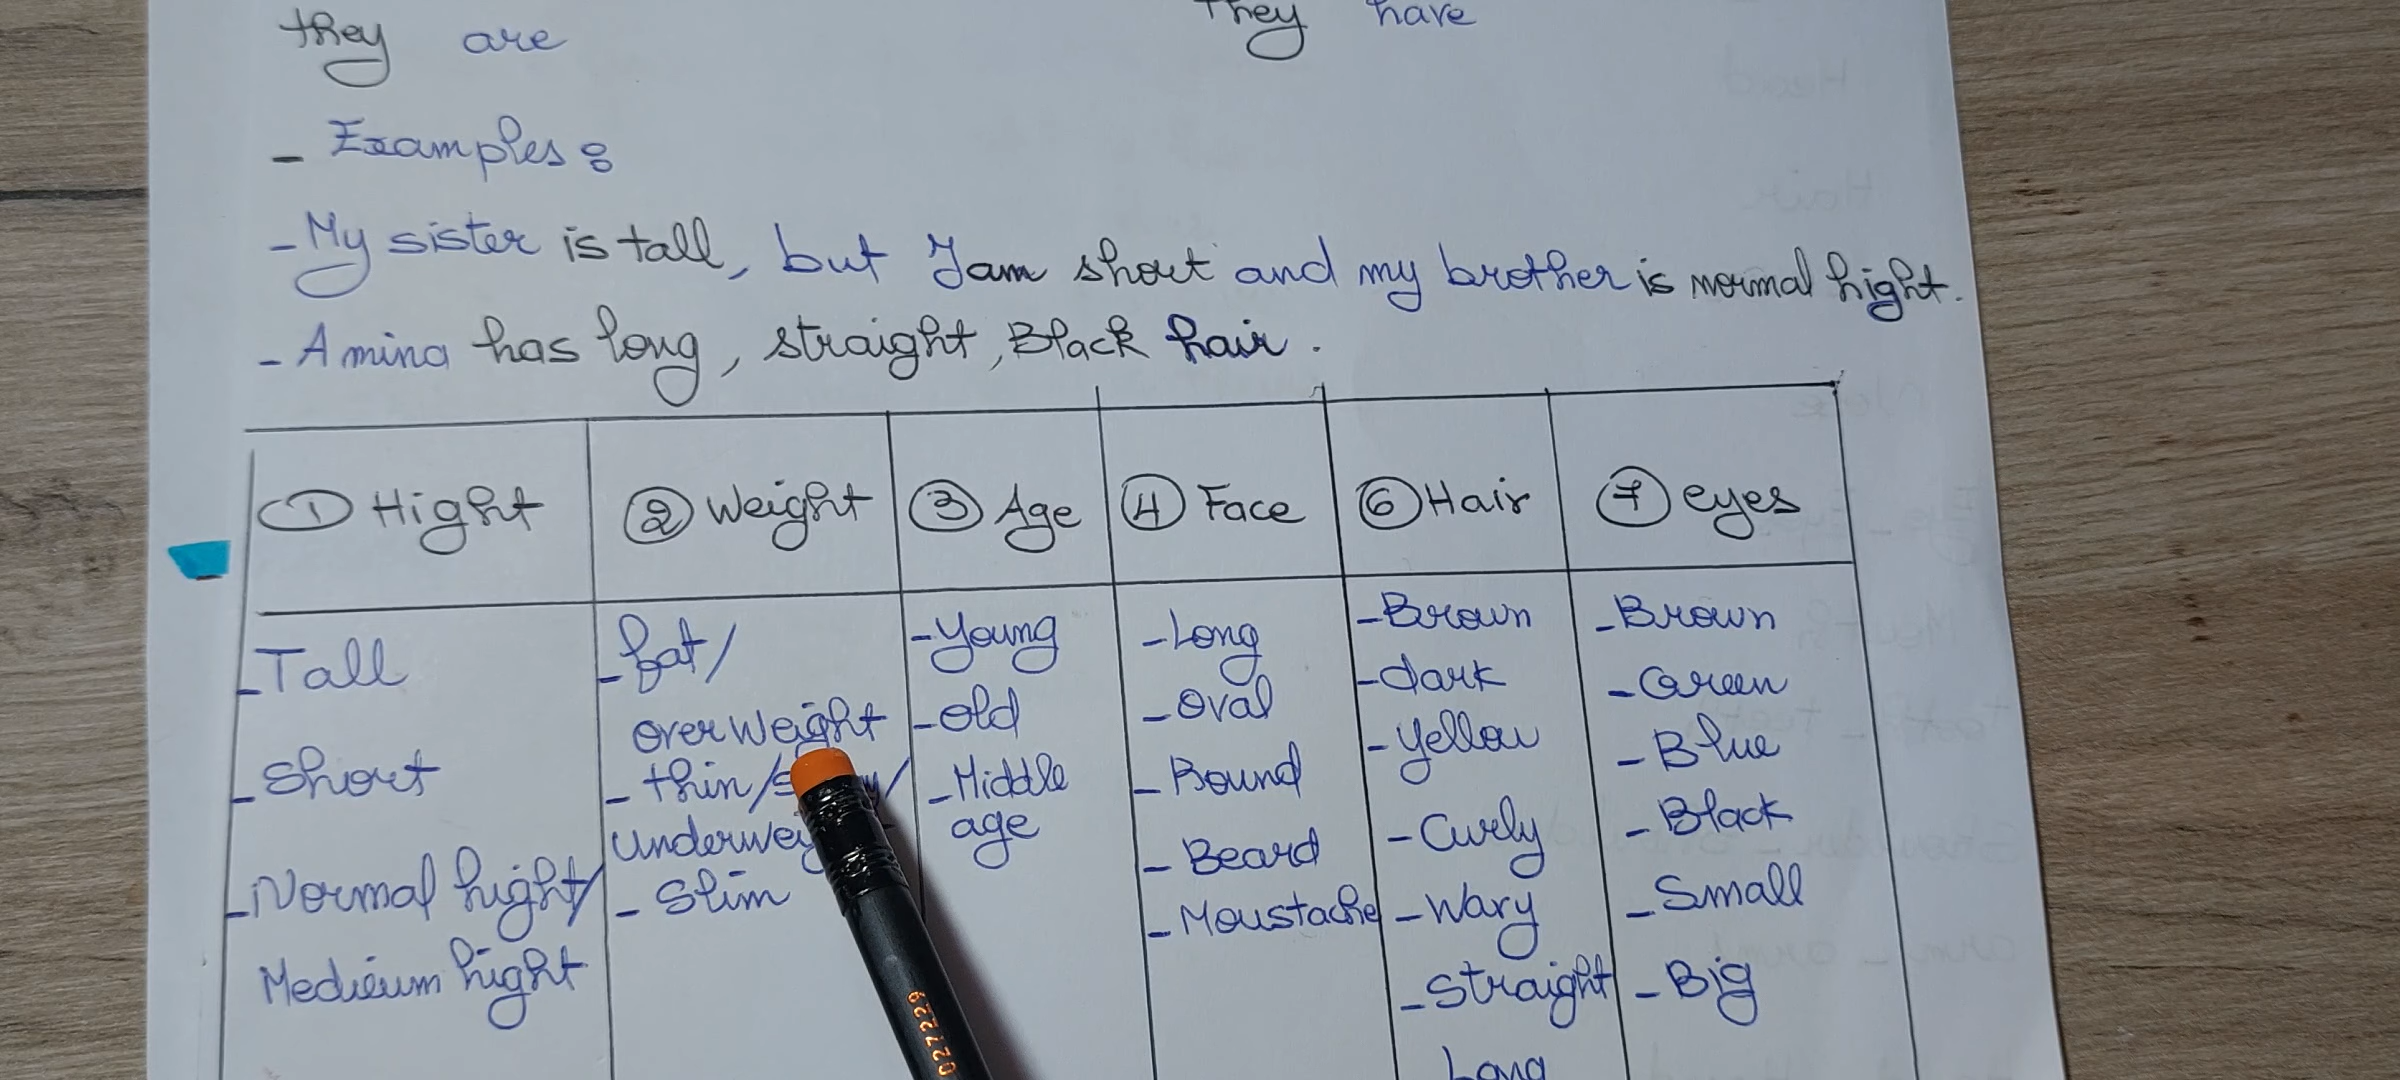 they are They have
- Examples:
- My sister is tall, but I am short and my brother is normal hight.
- Amina has long, straight, Black hair.
① Hight ② Weight ③ Age ④ Face ⑥ Hair ⑦ eyes
- Tall
- Short
- Normal hight/
Medieum hight
- fat/
overweight
- thin/
- Slim
- Young
- Old
- Middle
age
- Long
- Oval
- Round
- Beard
- Moustache
- Brown
- dark
- Yellow
- Curly
- Wavy
- Straight
Long
- Brown
- Green
- Blue
- Black
- Small
- Big
027229